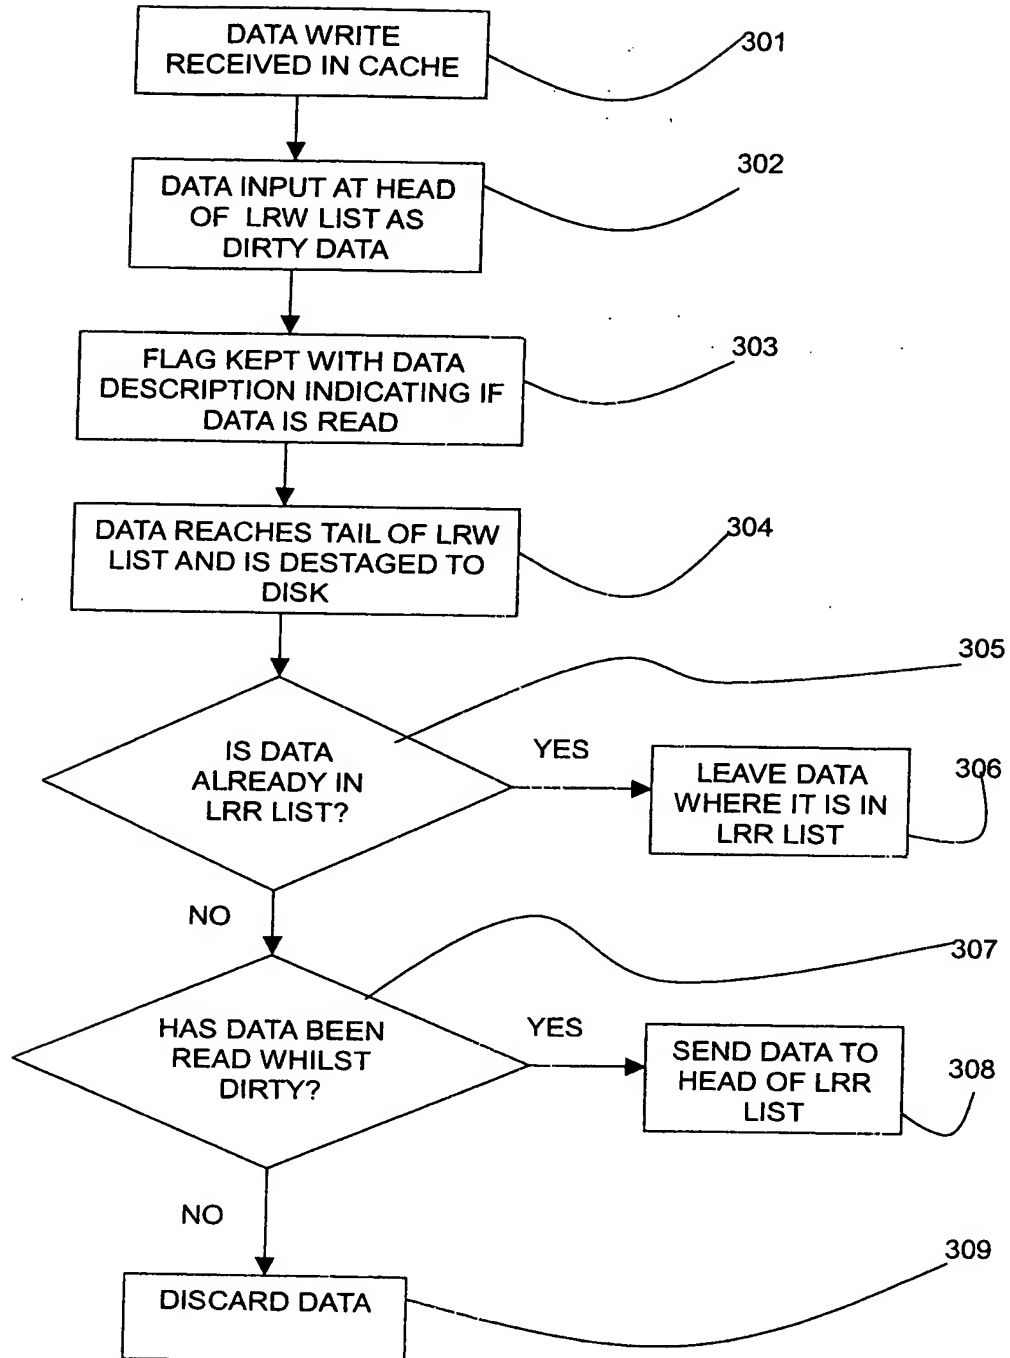 DATA WRITE
RECEIVED IN CACHE
301
DATA INPUT AT HEAD
OF LRW LIST AS
DIRTY DATA
302
FLAG KEPT WITH DATA
DESCRIPTION INDICATING IF
DATA IS READ
303
DATA REACHES TAIL OF LRW
LIST AND IS DESTAGED TO
DISK
304
305
IS DATA
ALREADY IN
LRR LIST?
YES
LEAVE DATA
WHERE IT IS IN
LRR LIST
306
NO
307
HAS DATA BEEN
READ WHILST
DIRTY?
YES
SEND DATA TO
HEAD OF LRR
LIST
308
NO
309
DISCARD DATA